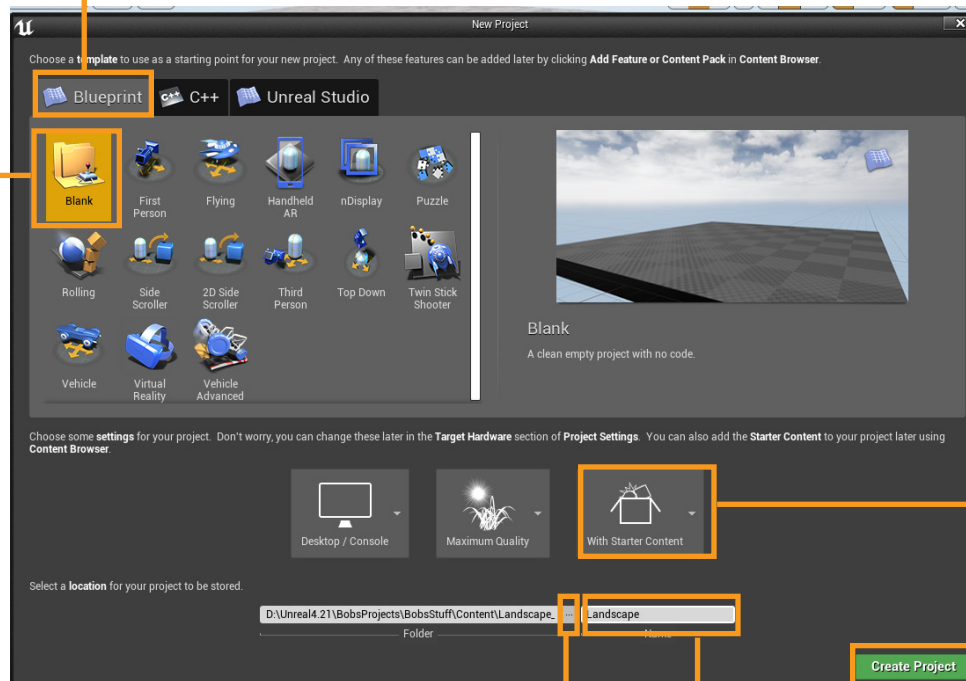 New Project
Choose a template to use as a starting point for your new project. Any of these features can be added later by clicking Add Feature or Content Pack in Content Browser.
Blueprint
C++
C++
Unreal Studio
Blank
First
Person
Flying
Handheld
AR
nDisplay
Puzzle
Rolling
Side
Scroller
2D Side
Scroller
Third
Person
Top Down
Twin Stick
Shooter
Vehicle
Virtual
Reality
Vehicle
Advanced
Blank
A clean empty project with no code.
Choose some settings for your project. Don't worry, you can change these later in the Target Hardware section of Project Settings. You can also add the Starter Content to your project later using
Content Browser.
Desktop / Console
Maximum Quality
With Starter Content
Select a location for your project to be stored.
D:\Unreal4.21\BobsProjects\BobsStuff\Content\Landscape_
...
Landscape
Folder
Name
Create Project